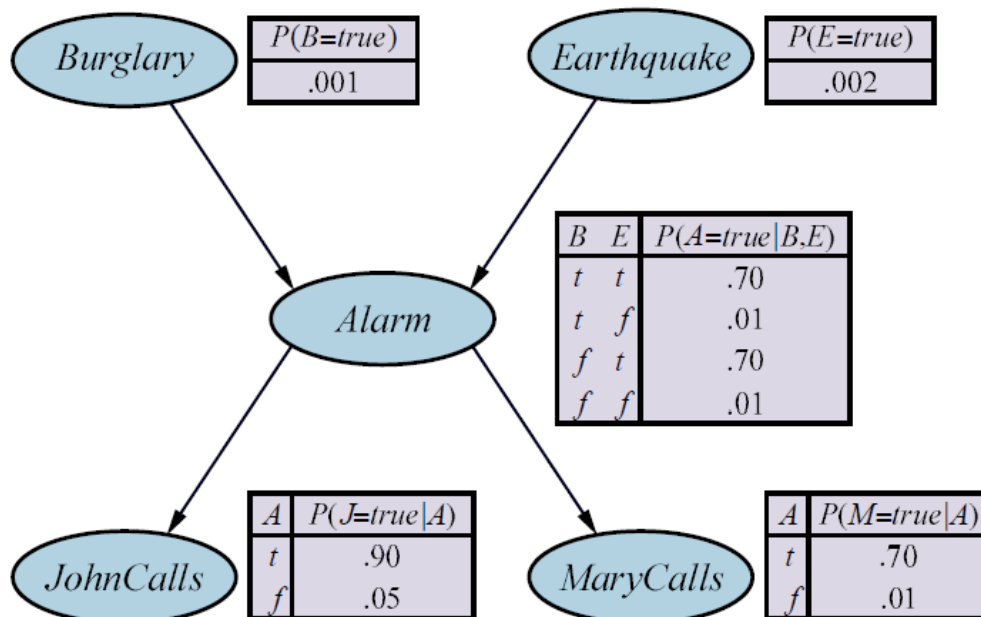 Burglary
P(B=true)
.001
Earthquake
P(E=true)
.002
B E P(A=true|B,E)
t t .70
t f .01
f t .70
f f .01
Alarm
JohnCalls
A P(J=true|A)
t .90
f .05
MaryCalls
A P(M=true|A)
t .70
f .01